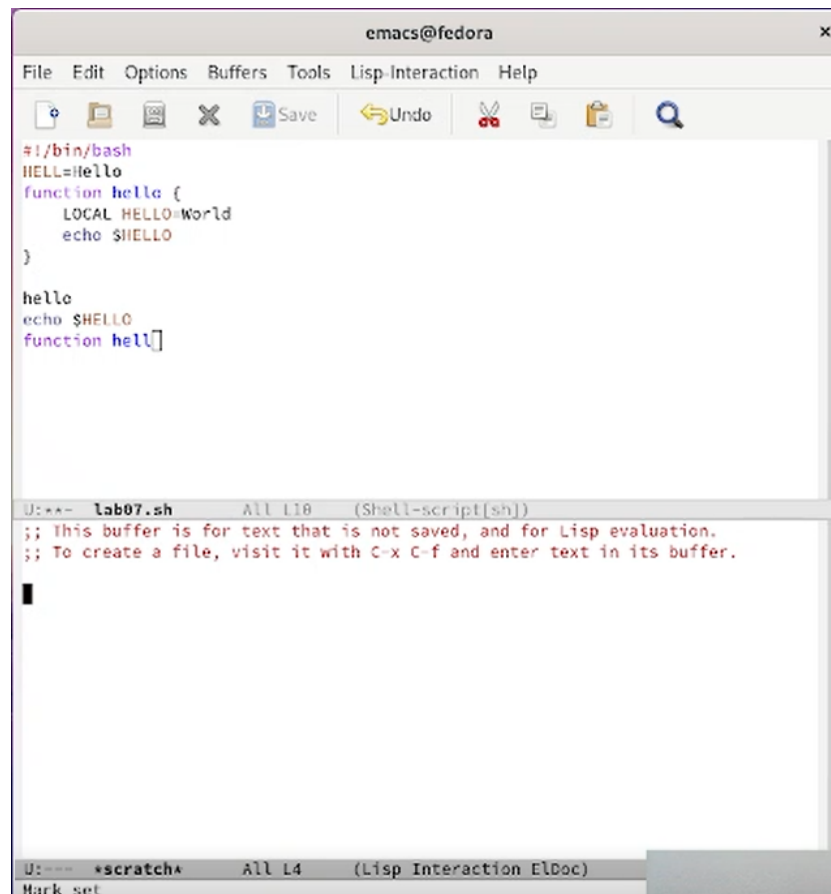 emacs@fedora ×
File Edit Options Buffers Tools Lisp-Interaction Help
Save Undo
#!/bin/bash
HELL=Hello
function hello {
    LOCAL HELLO=World
    echo $HELLO
}
hello
echo $HELLO
function hell
U:**- lab07.sh All L10 (Shell-script[sh])
;; This buffer is for text that is not saved, and for Lisp evaluation.
;; To create a file, visit it with C-x C-f and enter text in its buffer.
U:--- *scratch* All L4 (Lisp Interaction ElDoc)
Mark set